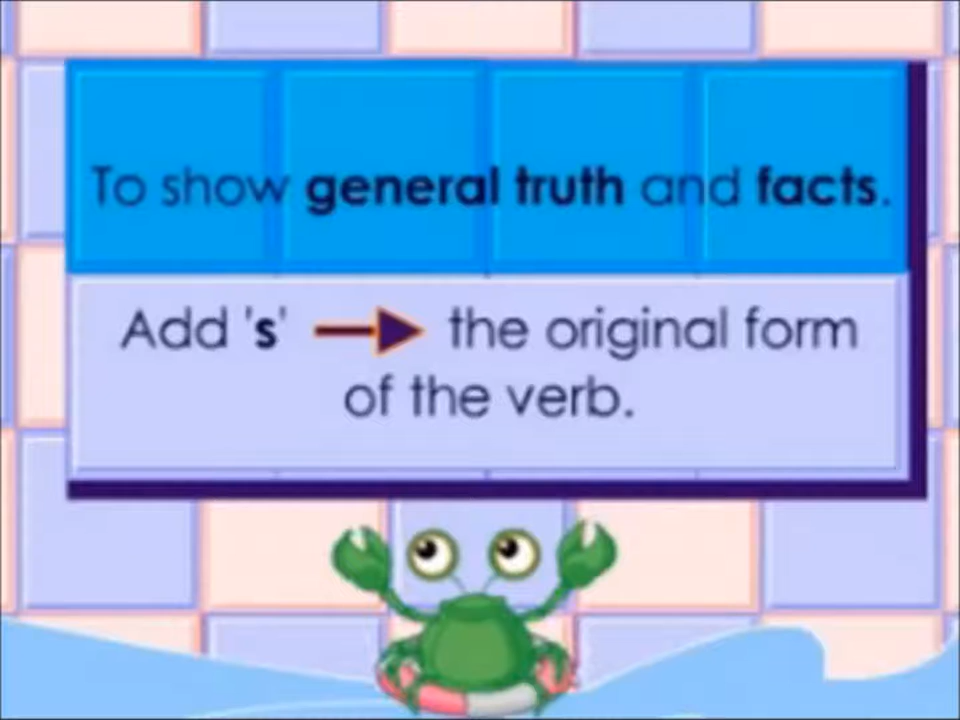 To show general truth and facts.
Add 's' → the original form
of the verb.